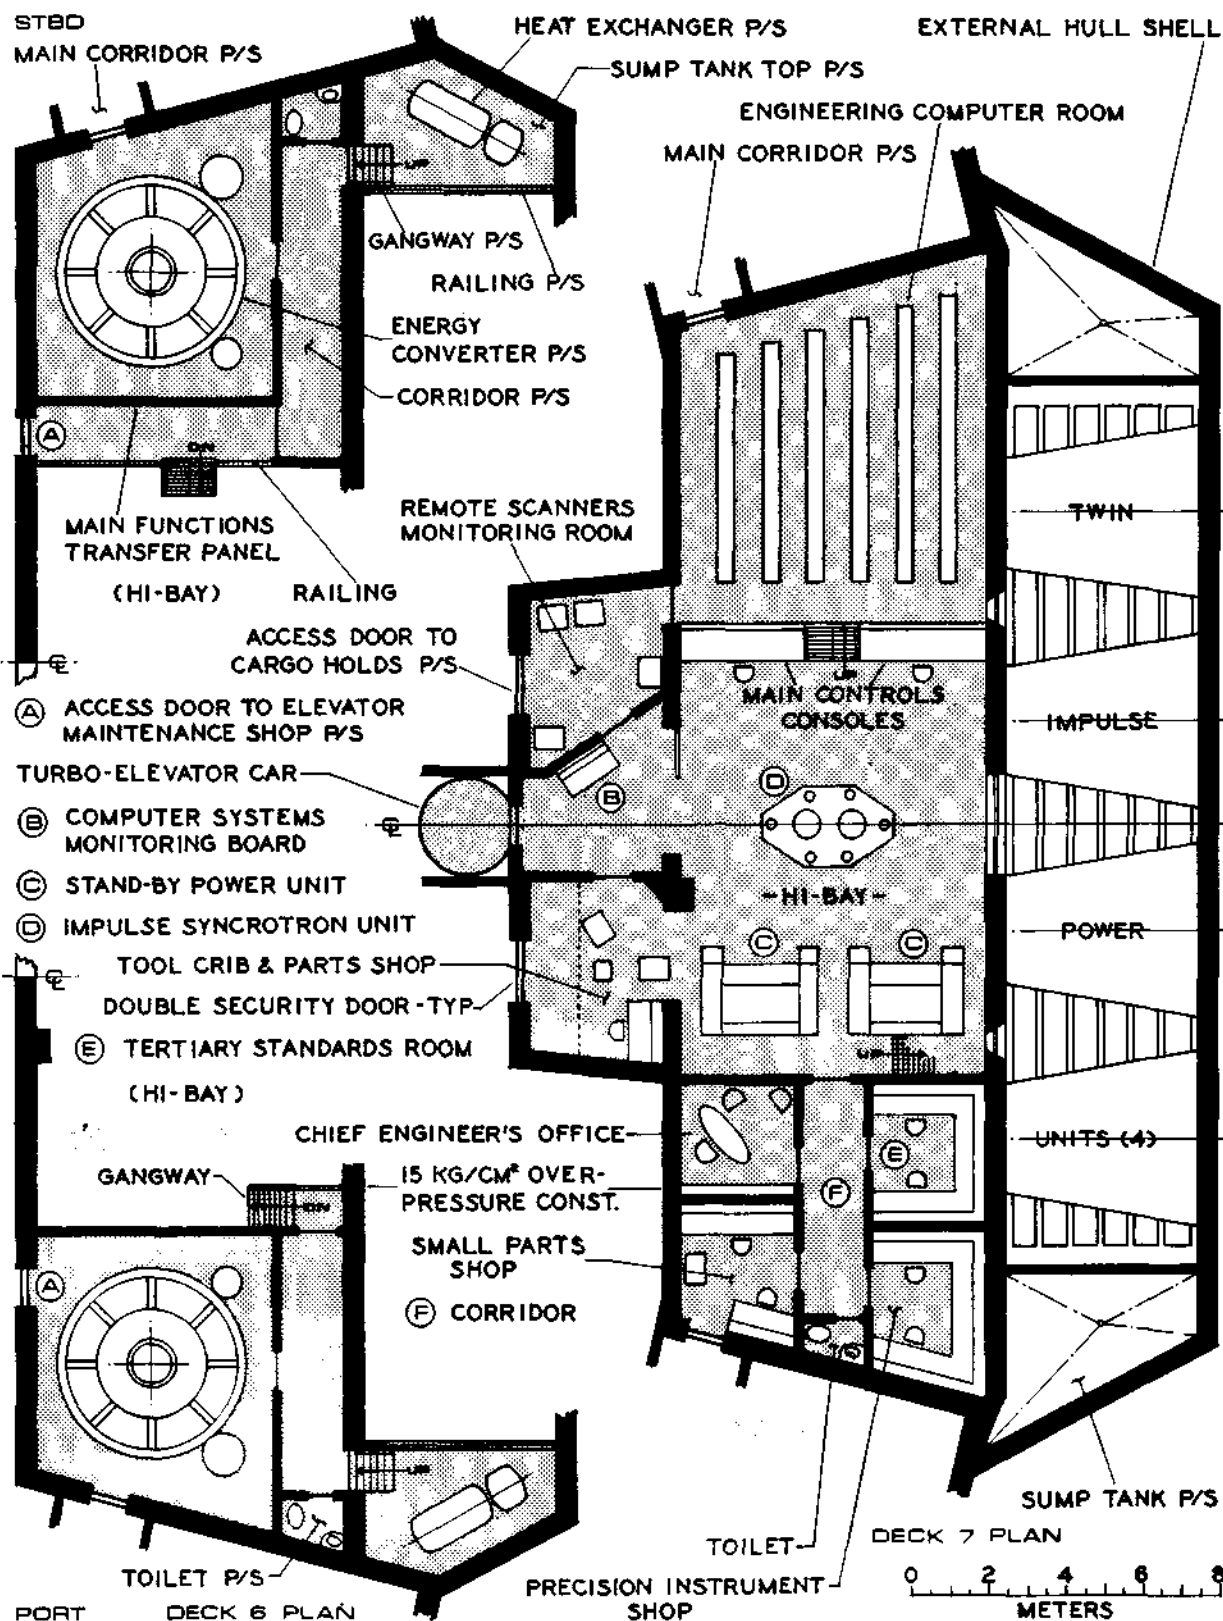 STBD
MAIN CORRIDOR P/S
HEAT EXCHANGER P/S
SUMP TANK TOP P/S
EXTERNAL HULL SHELL
ENGINEERING COMPUTER ROOM
MAIN CORRIDOR P/S
UP
GANGWAY P/S
RAILING P/S
ENERGY
CONVERTER P/S
CORRIDOR P/S
A
DN
MAIN FUNCTIONS
TRANSFER PANEL
(HI-BAY)
RAILING
REMOTE SCANNERS
MONITORING ROOM
TWIN
ACCESS DOOR TO
CARGO HOLDS P/S
℄
UP
MAIN CONTROLS
CONSOLES
IMPULSE
A ACCESS DOOR TO ELEVATOR
MAINTENANCE SHOP P/S
TURBO-ELEVATOR CAR
B
D
B COMPUTER SYSTEMS
MONITORING BOARD
℄
C STAND-BY POWER UNIT
-HI-BAY-
D IMPULSE SYNCROTRON UNIT
C
C
POWER
TOOL CRIB & PARTS SHOP
℄
DOUBLE SECURITY DOOR-TYP
E TERTIARY STANDARDS ROOM
(HI-BAY)
UP
CHIEF ENGINEER'S OFFICE
E
UNITS (4)
GANGWAY
15 KG/CM² OVER-
PRESSURE CONST.
F
DN
SMALL PARTS
SHOP
A
F CORRIDOR
UP
SUMP TANK P/S
TOILET
DECK 7 PLAN
TOILET P/S
PRECISION INSTRUMENT
SHOP
0 2 4 6 8
METERS
PORT
DECK 6 PLAN